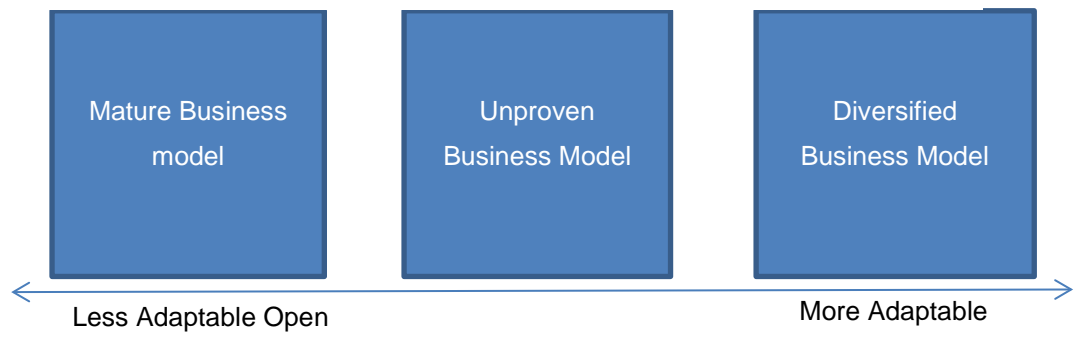 Mature Business
model
Unproven
Business Model
Diversified
Business Model
Less Adaptable Open
More Adaptable